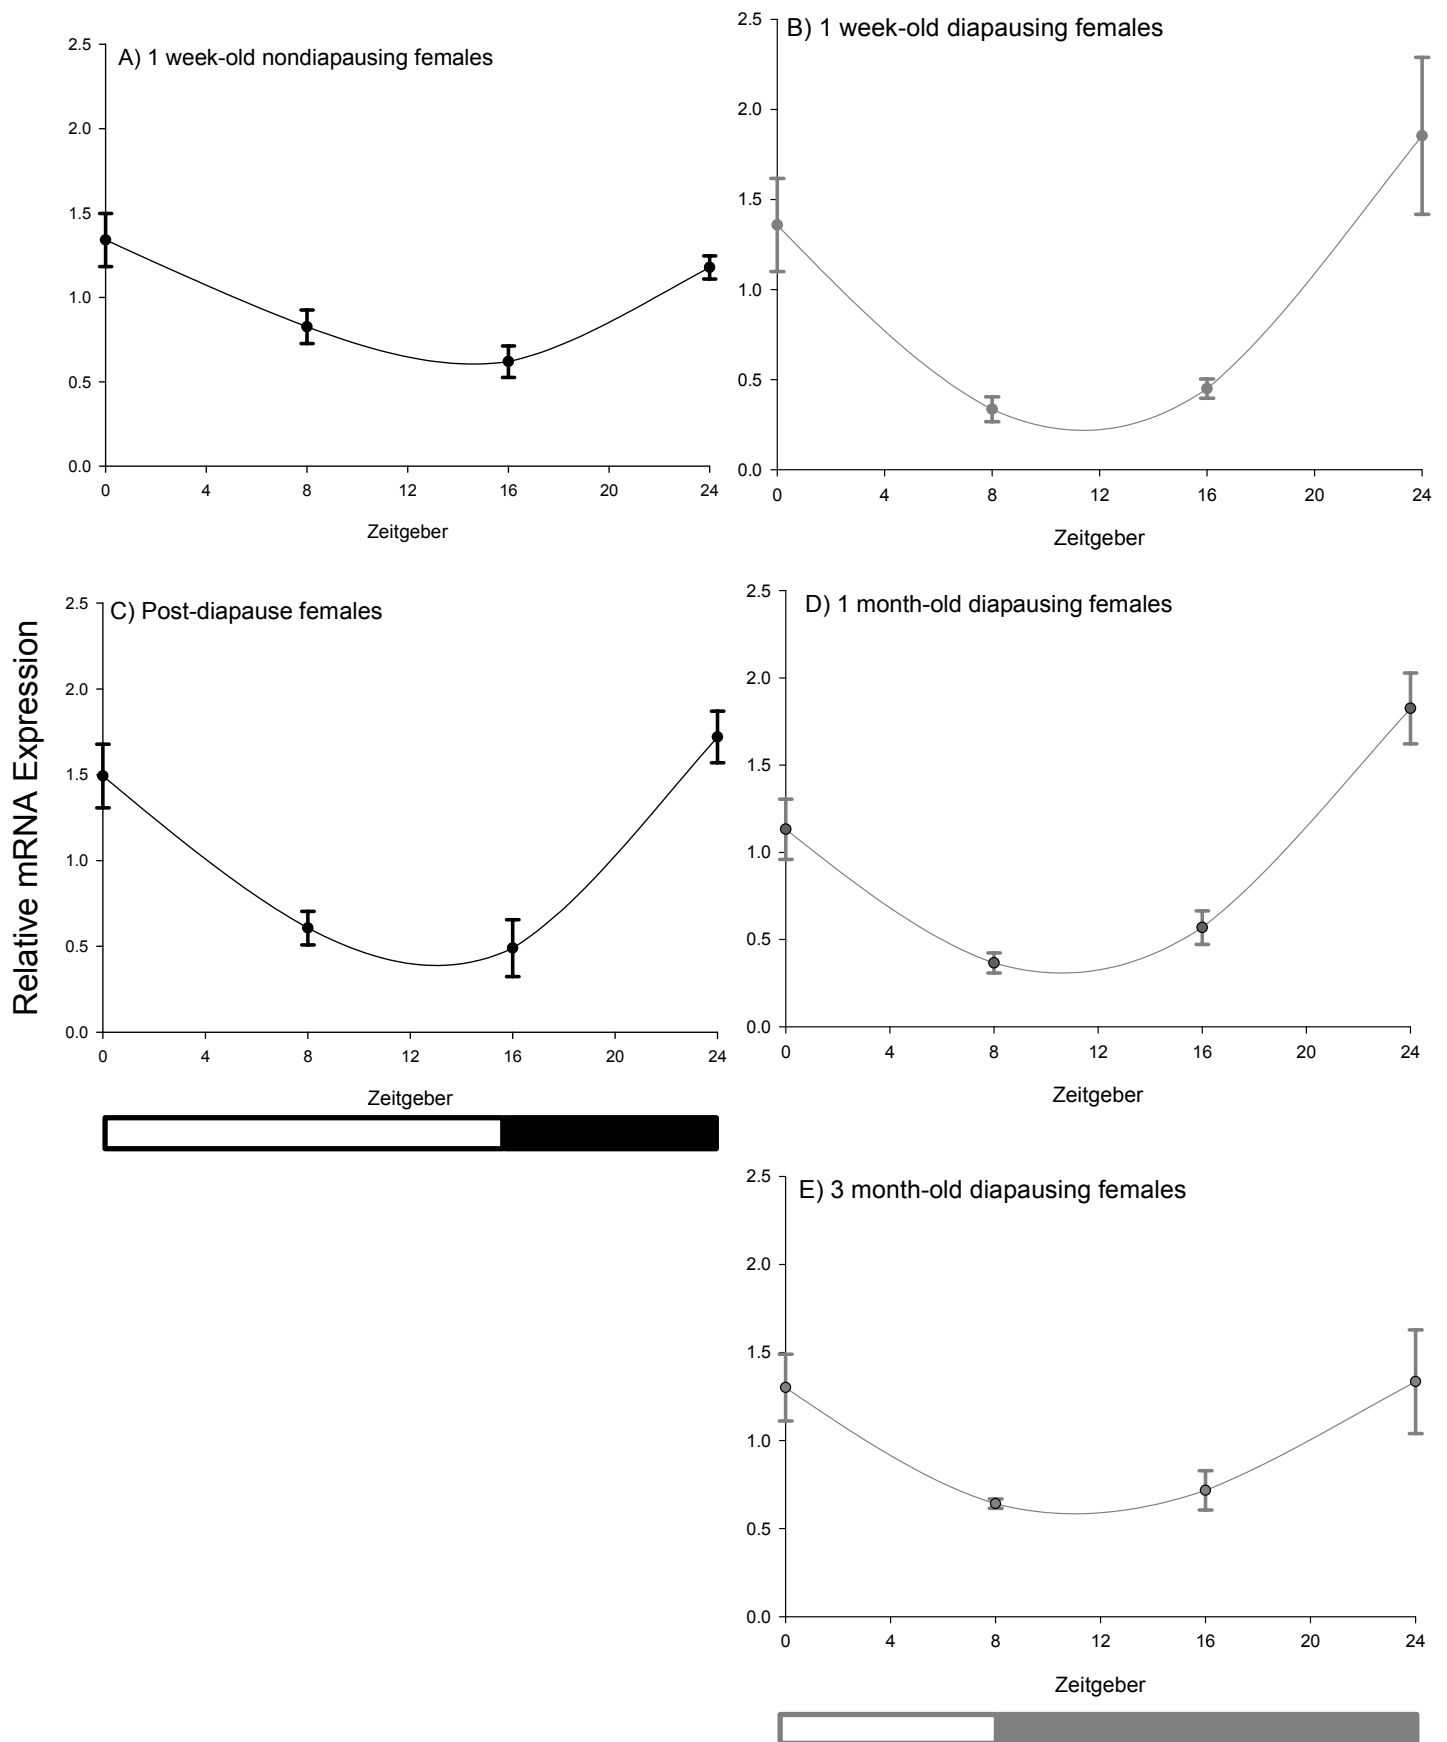 A) 1 week-old nondiapausing females
2.5
2.0
1.5
1.0
0.5
0.0
0 4 8 12 16 20 24
Zeitgeber
B) 1 week-old diapausing females
2.5
2.0
1.5
1.0
0.5
0.0
0 4 8 12 16 20 24
Zeitgeber
Relative mRNA Expression
C) Post-diapause females
2.5
2.0
1.5
1.0
0.5
0.0
0 4 8 12 16 20 24
Zeitgeber
D) 1 month-old diapausing females
2.5
2.0
1.5
1.0
0.5
0.0
0 4 8 12 16 20 24
Zeitgeber
E) 3 month-old diapausing females
2.5
2.0
1.5
1.0
0.5
0.0
0 4 8 12 16 20 24
Zeitgeber